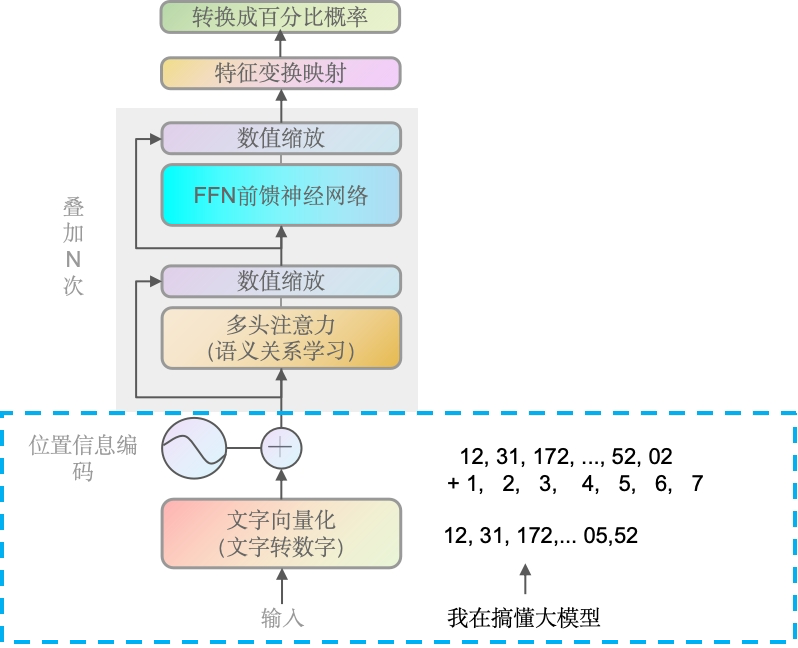 转换成百分比概率
特征变换映射
数值缩放
FFN前馈神经网络
叠
加
N
次
数值缩放
多头注意力
(语义关系学习)
位置信息编
码
12, 31, 172, ..., 52, 02
+ 1, 2, 3, 4, 5, 6, 7
文字向量化
(文字转数字)
12, 31, 172,... 05,52
输入
我在搞懂大模型